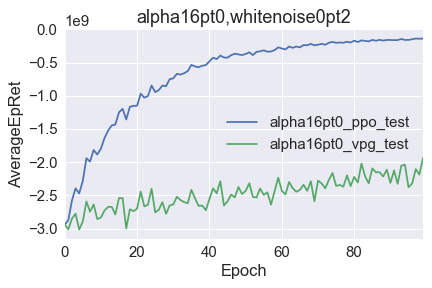 alpha16pt0,whitenoise0pt2
1e9
0.0
−0.5
−1.0
−1.5
−2.0
−2.5
−3.0
AverageEpRet
alpha16pt0_ppo_test
alpha16pt0_vpg_test
0 20 40 60 80
Epoch